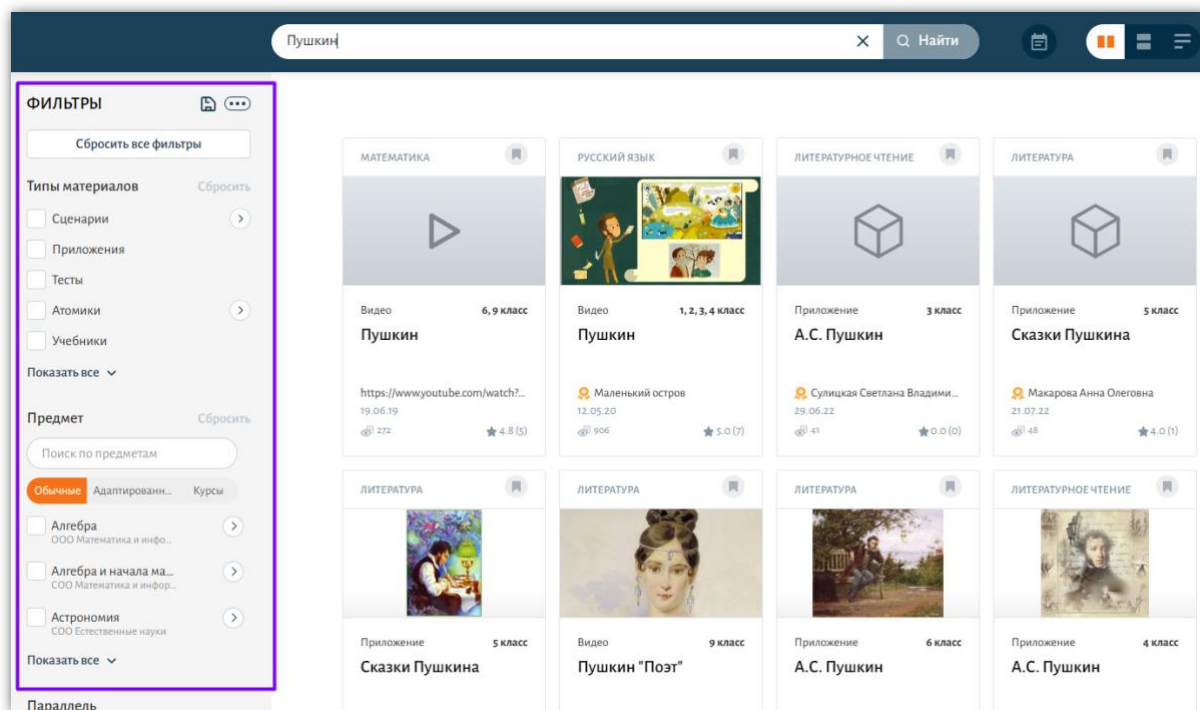 Пушкин
Найти
ФИЛЬТРЫ
Сбросить все фильтры
Типы материалов Сбросить
Сценарии
Приложения
Тесты
Атомики
Учебники
Показать все
Предмет Сбросить
Поиск по предметам
Обычные Адаптированн... Курсы
Алгебра
ООО Математика и инфо...
Алгебра и начала ма...
СОО Математика и инфор...
Астрономия
СОО Естественные науки
Показать все
Параллель
МАТЕМАТИКА
Видео 6, 9 класс
Пушкин
https://www.youtube.com/watch?...
19.06.19
272 4.8 (5)
РУССКИЙ ЯЗЫК
Видео 1, 2, 3, 4 класс
Пушкин
Маленький остров
12.05.20
906 5.0 (7)
ЛИТЕРАТУРНОЕ ЧТЕНИЕ
Приложение 3 класс
А.С. Пушкин
Сулицкая Светлана Владими...
29.06.22
41 0.0 (0)
ЛИТЕРАТУРА
Приложение 5 класс
Сказки Пушкина
Макарова Анна Олеговна
21.07.22
48 4.0 (1)
ЛИТЕРАТУРА
Приложение 5 класс
Сказки Пушкина
ЛИТЕРАТУРА
Видео 9 класс
Пушкин "Поэт"
ЛИТЕРАТУРА
Приложение 6 класс
А.С. Пушкин
ЛИТЕРАТУРНОЕ ЧТЕНИЕ
Приложение 4 класс
А.С. Пушкин